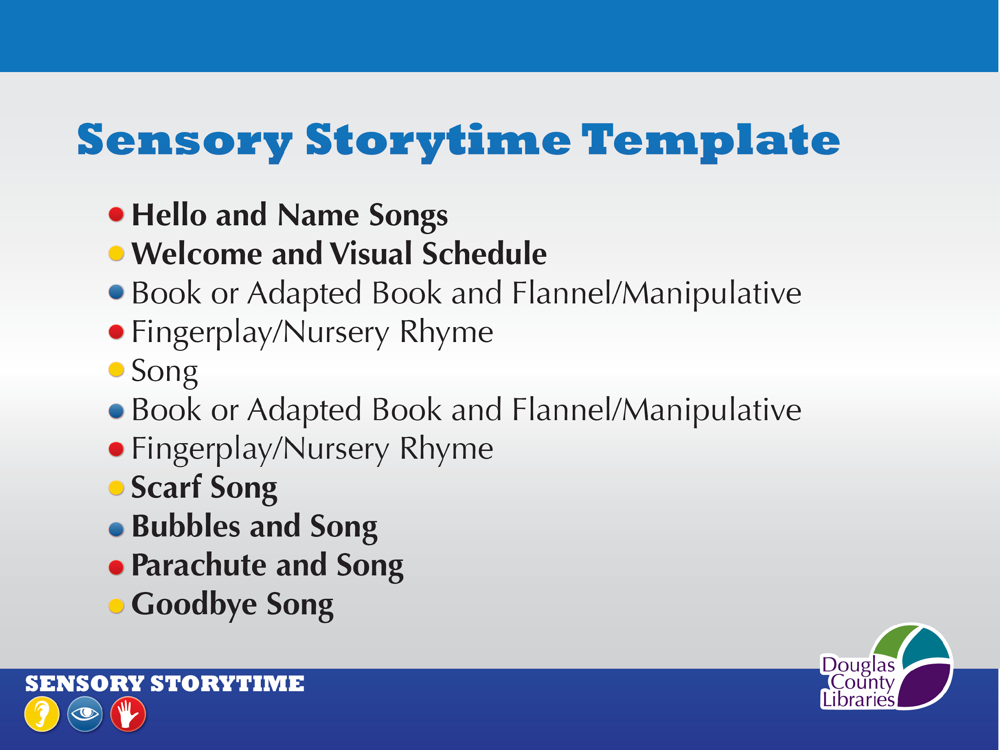 Sensory Storytime Template
Hello and Name Songs
Welcome and Visual Schedule
Book or Adapted Book and Flannel/Manipulative
Fingerplay/Nursery Rhyme
Song
Book or Adapted Book and Flannel/Manipulative
Fingerplay/Nursery Rhyme
Scarf Song
Bubbles and Song
Parachute and Song
Goodbye Song
SENSORY STORYTIME
Douglas
County
Libraries